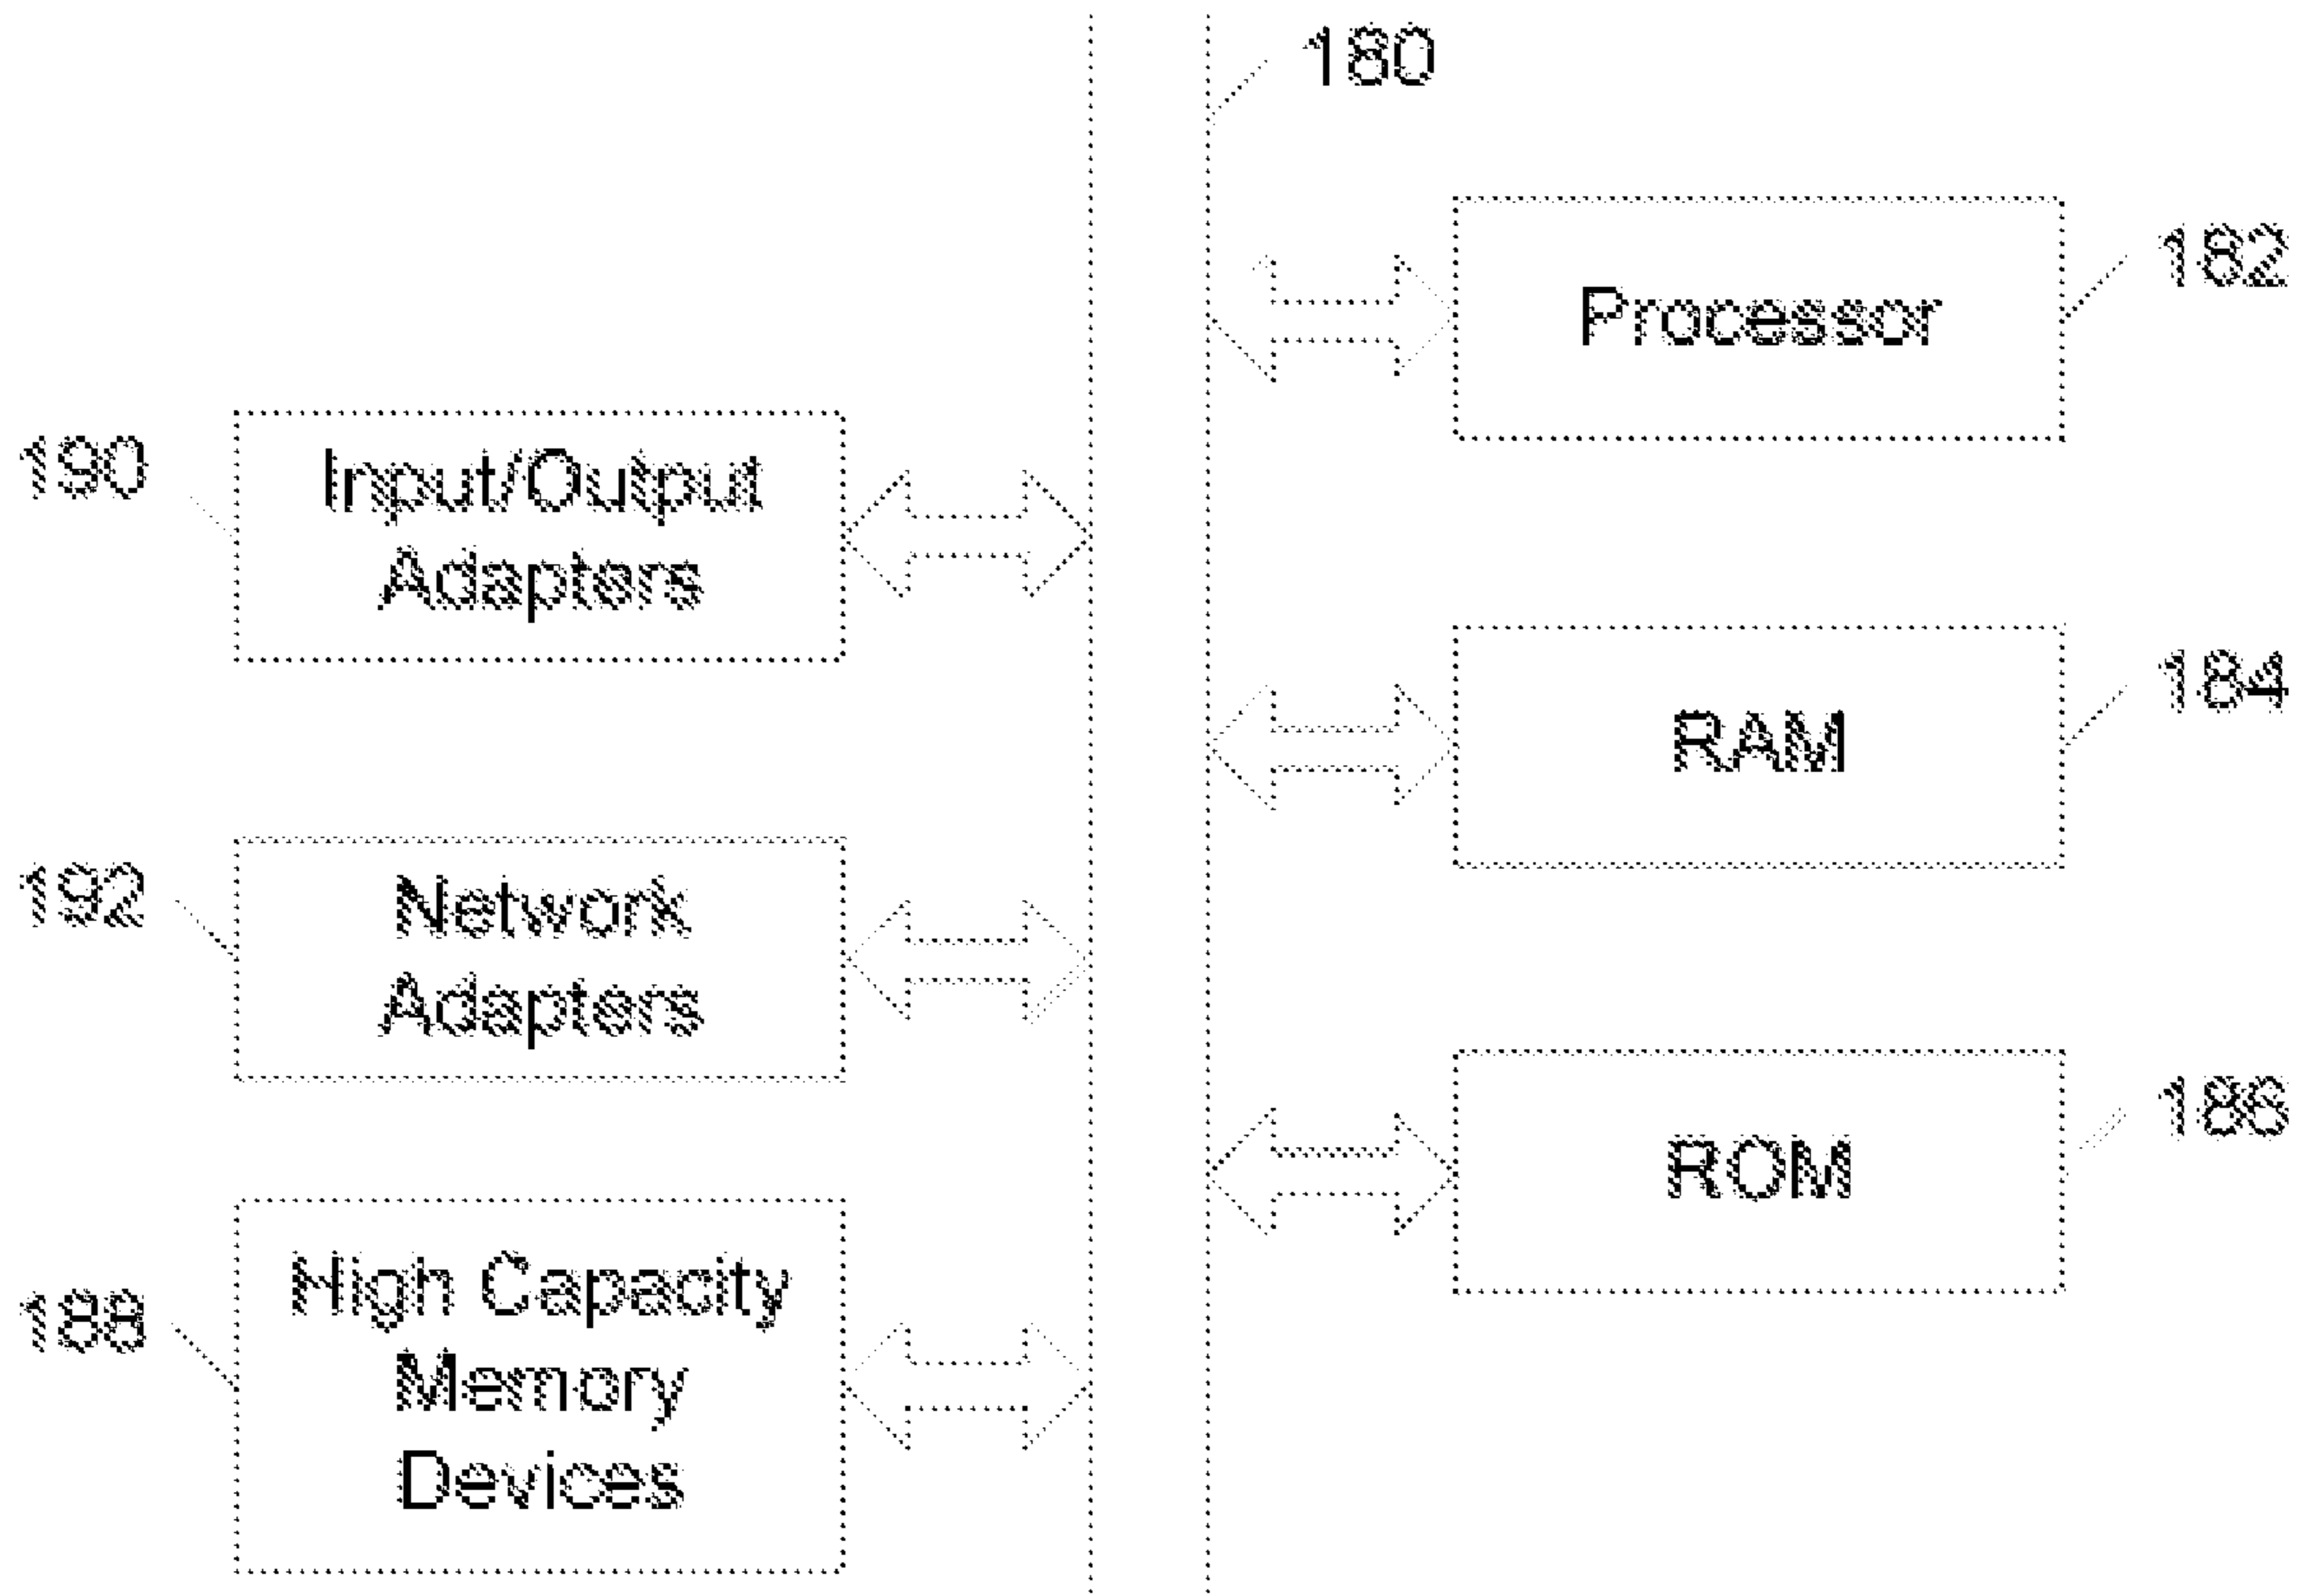 180
Processor
182
190
Input/Output
Adapters
RAM
184
192
Network
Adapters
ROM
186
188
High Capacity
Memory
Devices